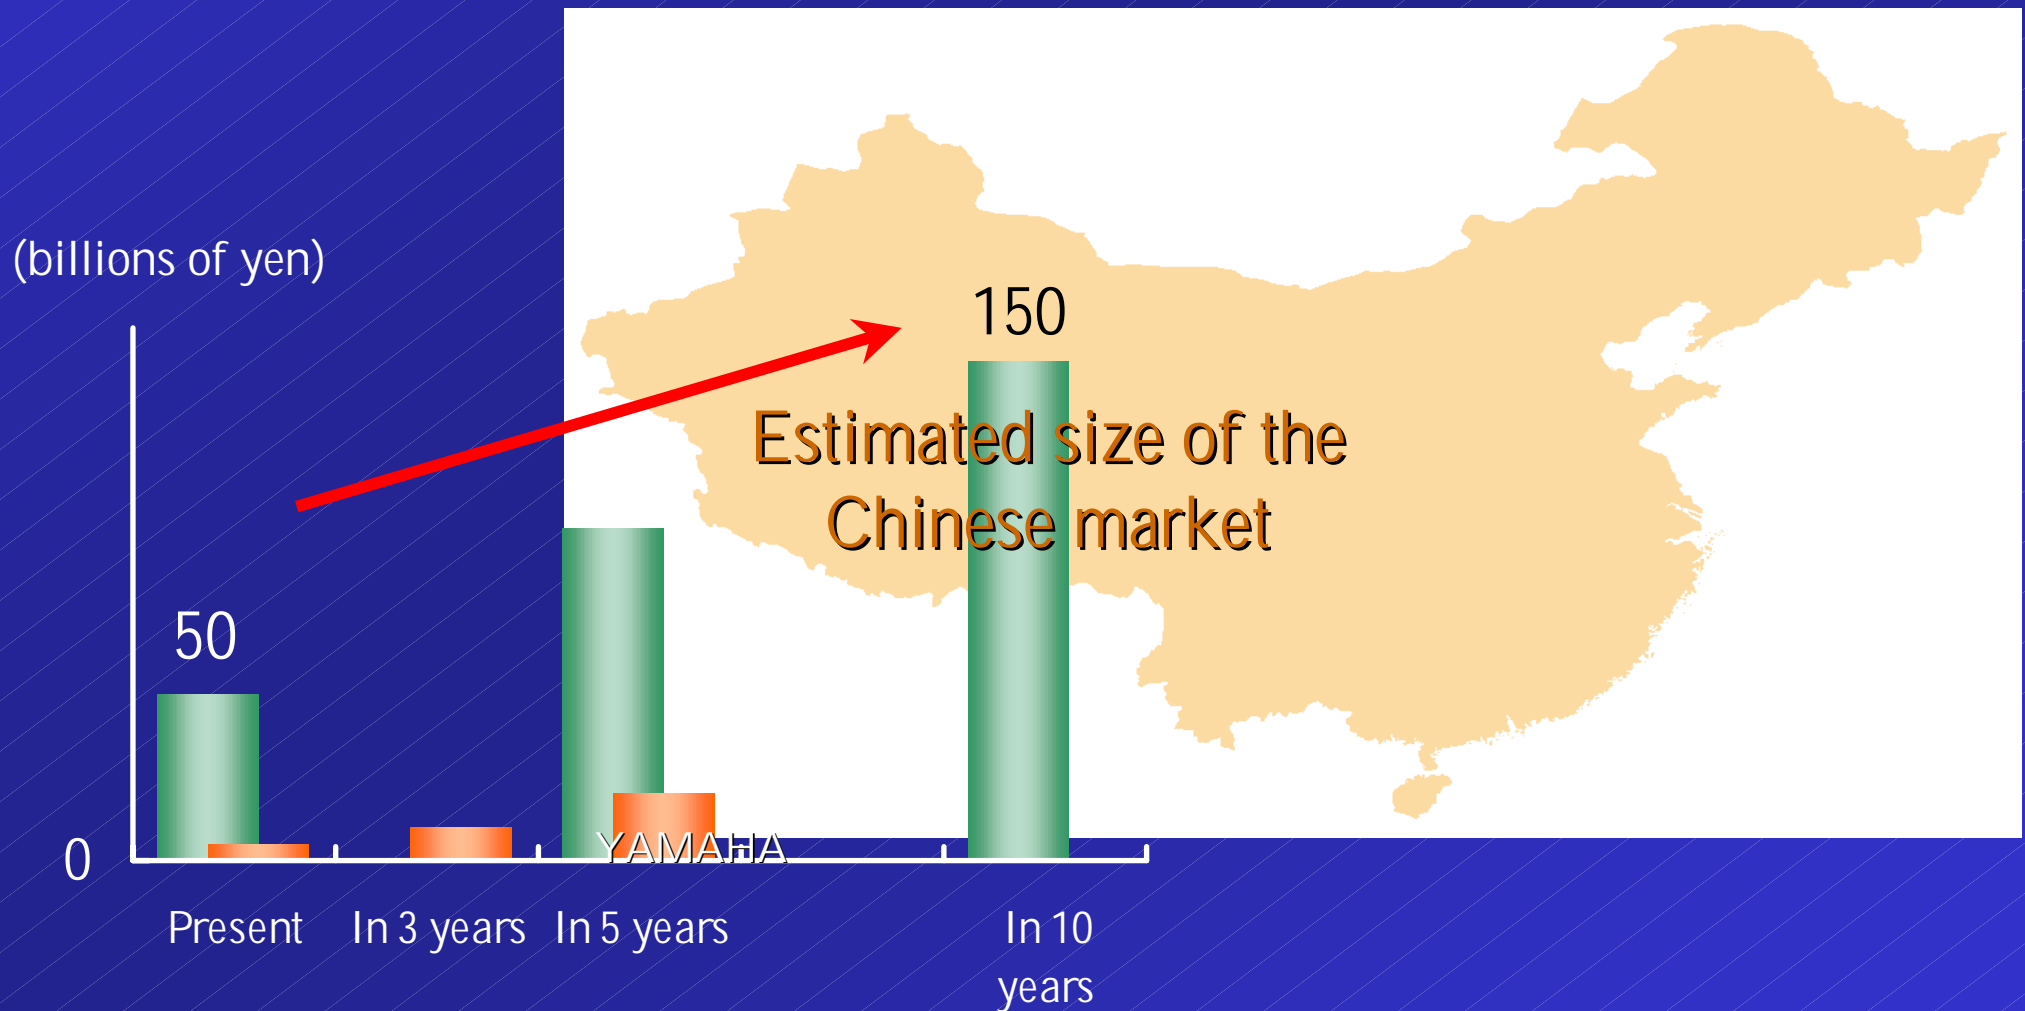 (billions of yen)
150
Estimated size of the
Chinese market
50
YAMAHA
0
Present
In 3 years
In 5 years
In 10
years